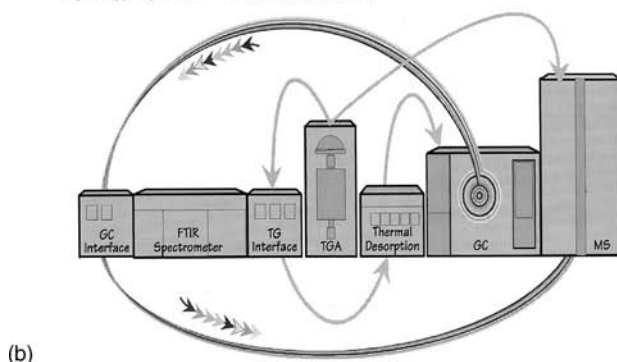 GC
Interface
FTIR
Spectrometer
TG
Interface
TGA
Thermal
Desorption
GC
MS
(b)